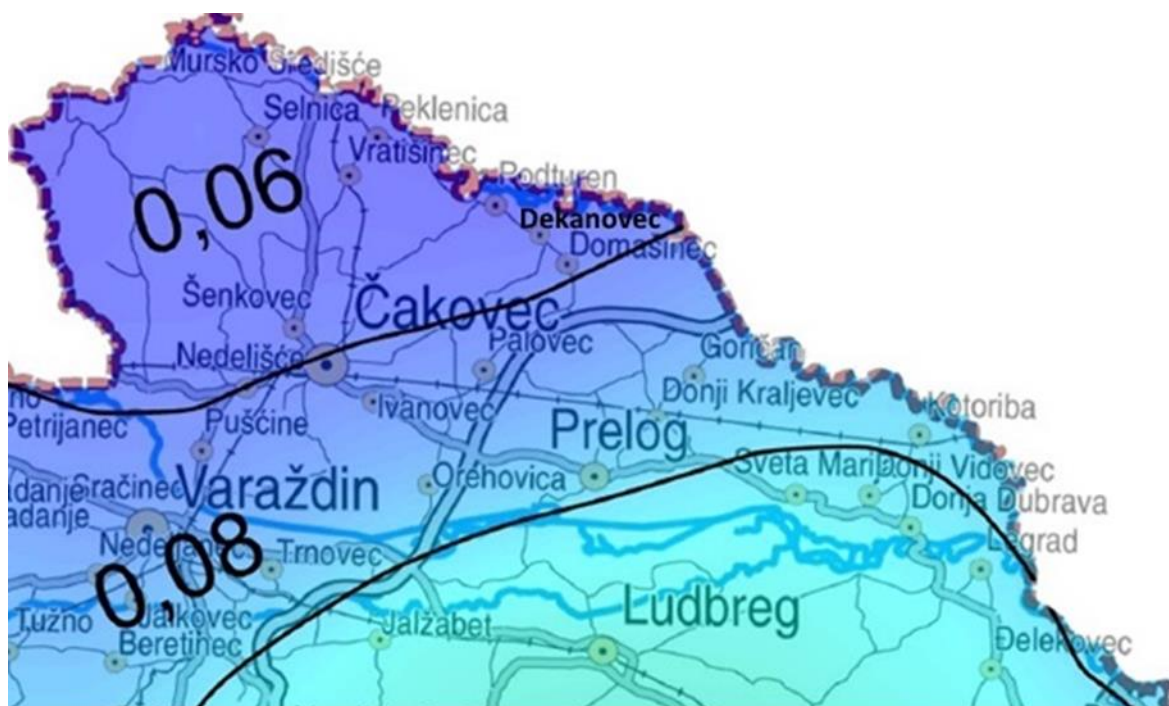 Mursko Središće
Selnica
Peklenica
Vratišinec
Podturen
0,06
Dekanovec
Domašinec
Šenkovec
Čakovec
Palovec
Nedelišće
Goričan
Donji Kraljevec
Ivanovec
Kotoriba
Petrijanec
Pušćine
Prelog
Sveta Marija
Donji Vidovec
Varaždin
Orehovica
Sračinec
Donja Dubrava
Trnovec
Legrad
0,08
Ludbreg
Tužno
Jalkovec
Jalžabet
Beretinec
Đelekovec